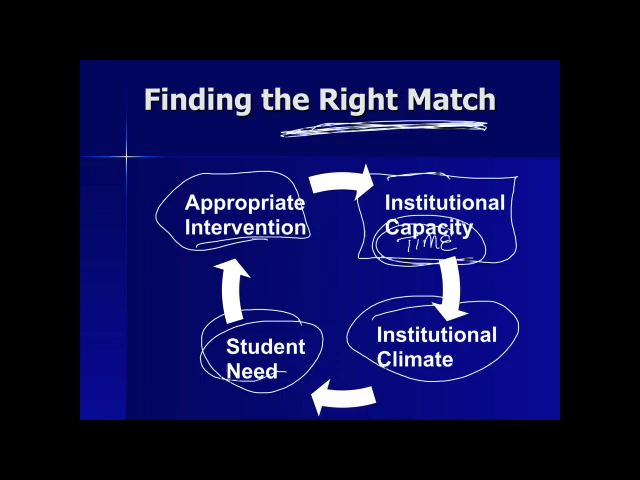 Finding the Right Match
Appropriate
Intervention
Institutional
Capacity
TIME
Institutional
Climate
Student
Need